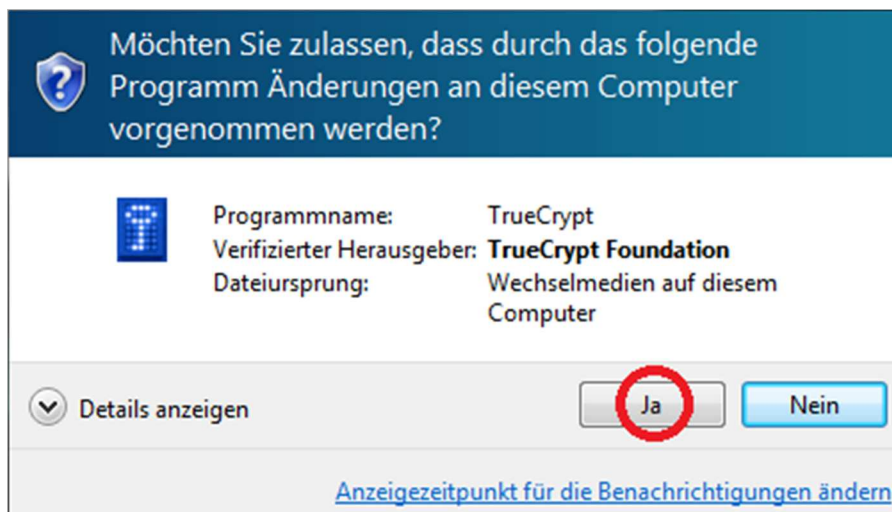 Möchten Sie zulassen, dass durch das folgende
Programm Änderungen an diesem Computer
vorgenommen werden?
Programmname: TrueCrypt
Verifizierter Herausgeber: TrueCrypt Foundation
Dateiursprung: Wechselmedien auf diesem
Computer
Details anzeigen
Ja
Nein
Anzeigezeitpunkt für die Benachrichtigungen ändern